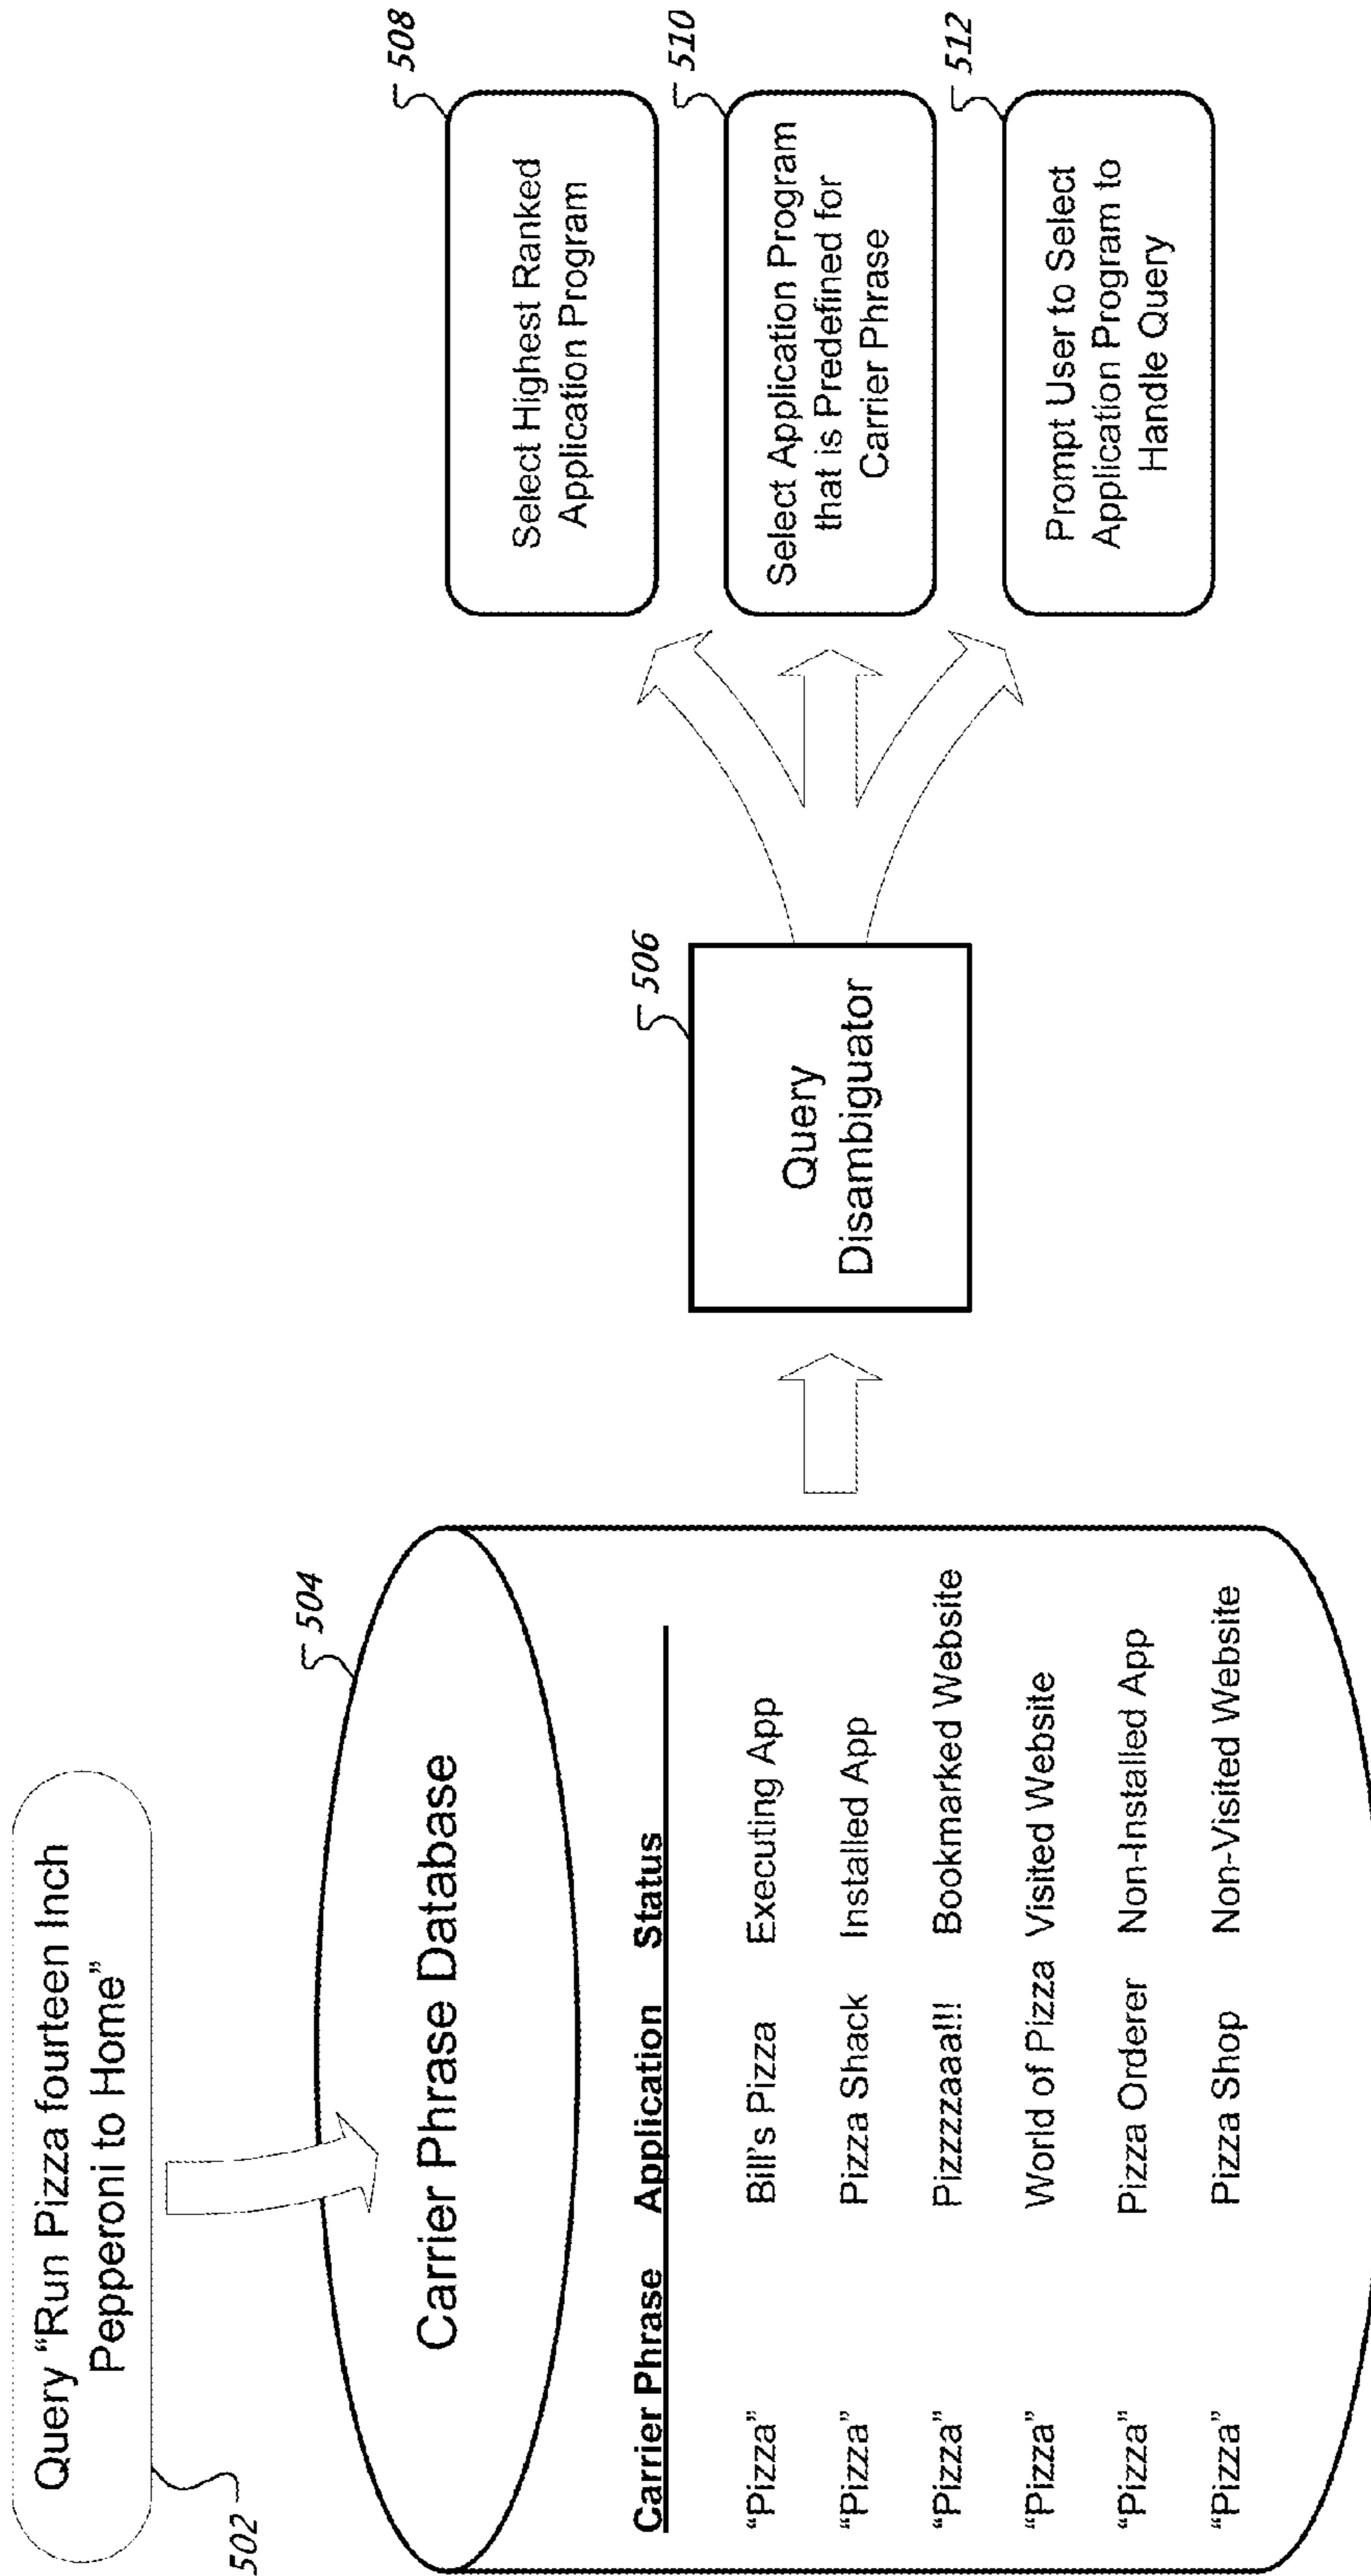 Query “Run Pizza fourteen Inch
Pepperoni to Home”
502
504
Carrier Phrase Database
Carrier Phrase Application Status
“Pizza” Bill's Pizza Executing App
“Pizza” Pizza Shack Installed App
“Pizza” Pizzzzaaa!!! Bookmarked Website
“Pizza” World of Pizza Visited Website
“Pizza” Pizza Orderer Non-Installed App
“Pizza” Pizza Shop Non-Visited Website
506
Query
Disambiguator
508
Select Highest Ranked
Application Program
510
Select Application Program
that is Predefined for
Carrier Phrase
512
Prompt User to Select
Application Program to
Handle Query